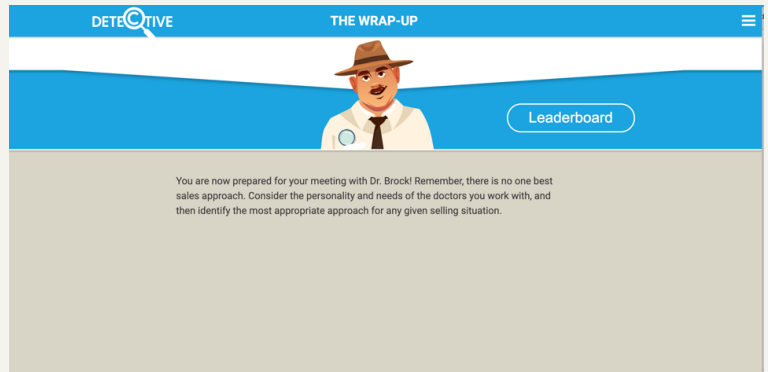 DETECTIVE
THE WRAP-UP
Leaderboard
You are now prepared for your meeting with Dr. Brock! Remember, there is no one best
sales approach. Consider the personality and needs of the doctors you work with, and
then identify the most appropriate approach for any given selling situation.